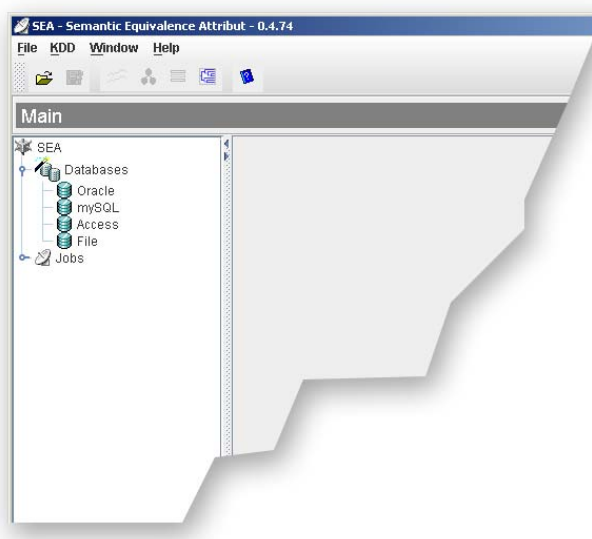 SEA - Semantic Equivalence Attribut - 0.4.74
File KDD Window Help
Main
SEA
Databases
Oracle
mySQL
Access
File
Jobs